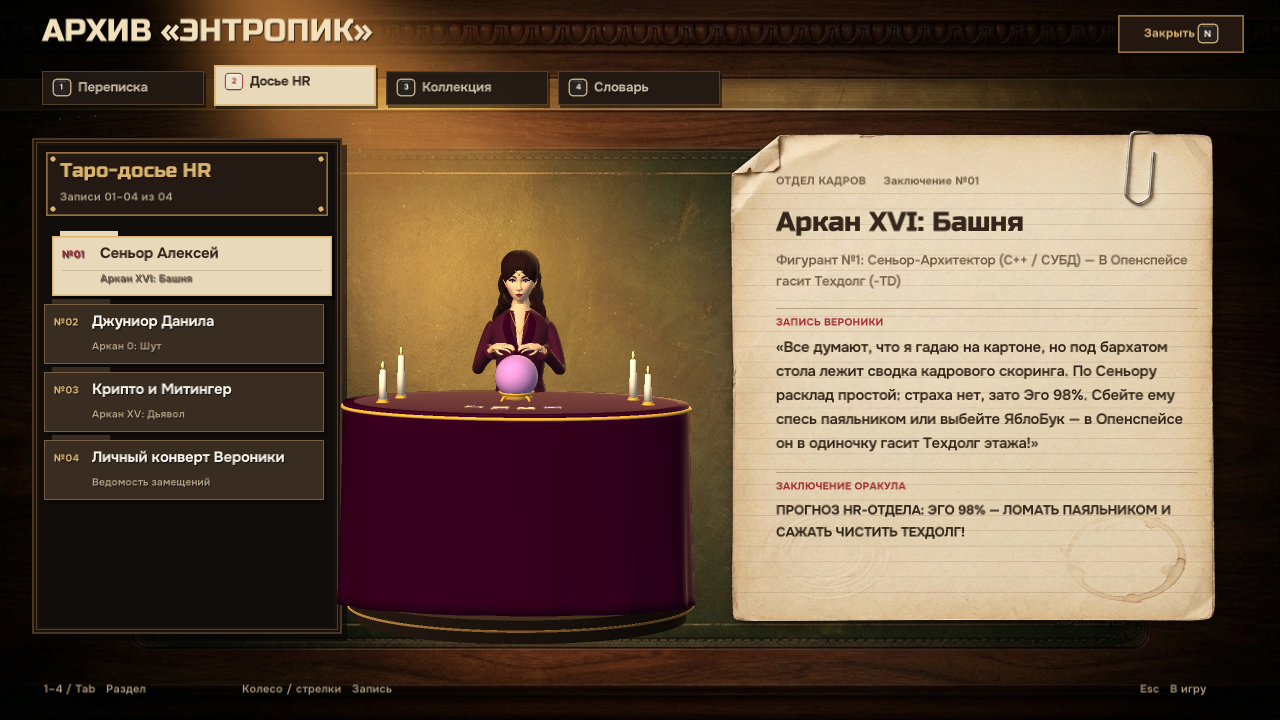 АРХИВ «ЭНТРОПИК»
Закрыть N
1 Переписка
2 Досье HR
3 Коллекция
4 Словарь
Таро-досье HR
Записи 01–04 из 04
№01 Сеньор Алексей
Аркан XVI: Башня
№02 Джуниор Данила
Аркан 0: Шут
№03 Крипто и Митингер
Аркан XV: Дьявол
№04 Личный конверт Вероники
Ведомость замещений
ОТДЕЛ КАДРОВ Заключение №01
Аркан XVI: Башня
Фигурант №1: Сеньор-Архитектор (C++ / СУБД) — В Опенспейсе
гасит Техдолг (-TD)
ЗАПИСЬ ВЕРОНИКИ
«Все думают, что я гадаю на картоне, но под бархатом
стола лежит сводка кадрового скоринга. По Сеньору
расклад простой: страха нет, зато Эго 98%. Сбейте ему
спесь паяльником или выбейте ЯблоБук — в Опенспейсе
он в одиночку гасит Техдолг этажа!»
ЗАКЛЮЧЕНИЕ ОРАКУЛА
ПРОГНОЗ HR-ОТДЕЛА: ЭГО 98% — ЛОМАТЬ ПАЯЛЬНИКОМ И
САЖАТЬ ЧИСТИТЬ ТЕХДОЛГ!
1–4 / Tab Раздел
Колесо / стрелки Запись
Esc В игру